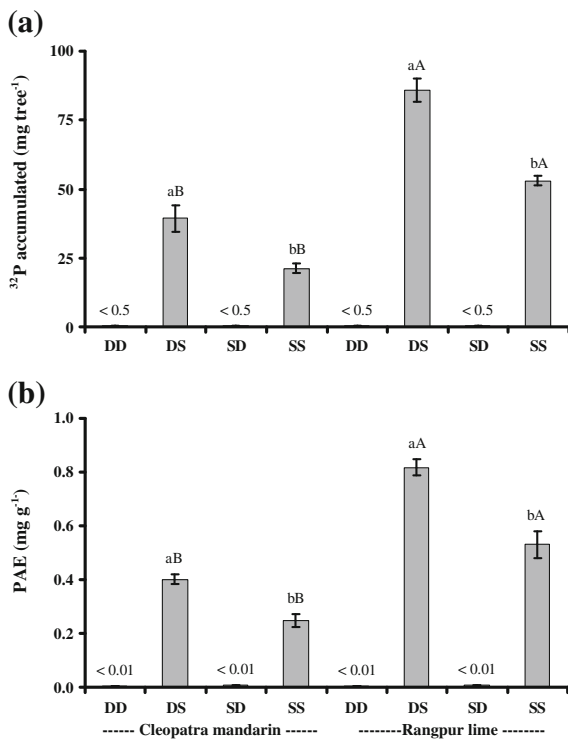 (a)
³²P accumulated (mg tree⁻¹)
100
75
50
25
0
< 0.5
aB
< 0.5
bB
< 0.5
aA
< 0.5
bA
DD DS SD SS DD DS SD SS
(b)
PAE (mg g⁻¹⁻)
1.0
0.8
0.6
0.4
0.2
0.0
< 0.01
aB
< 0.01
bB
< 0.01
aA
< 0.01
bA
DD DS SD SS DD DS SD SS
------ Cleopatra mandarin ------ -------Rangpur lime -------